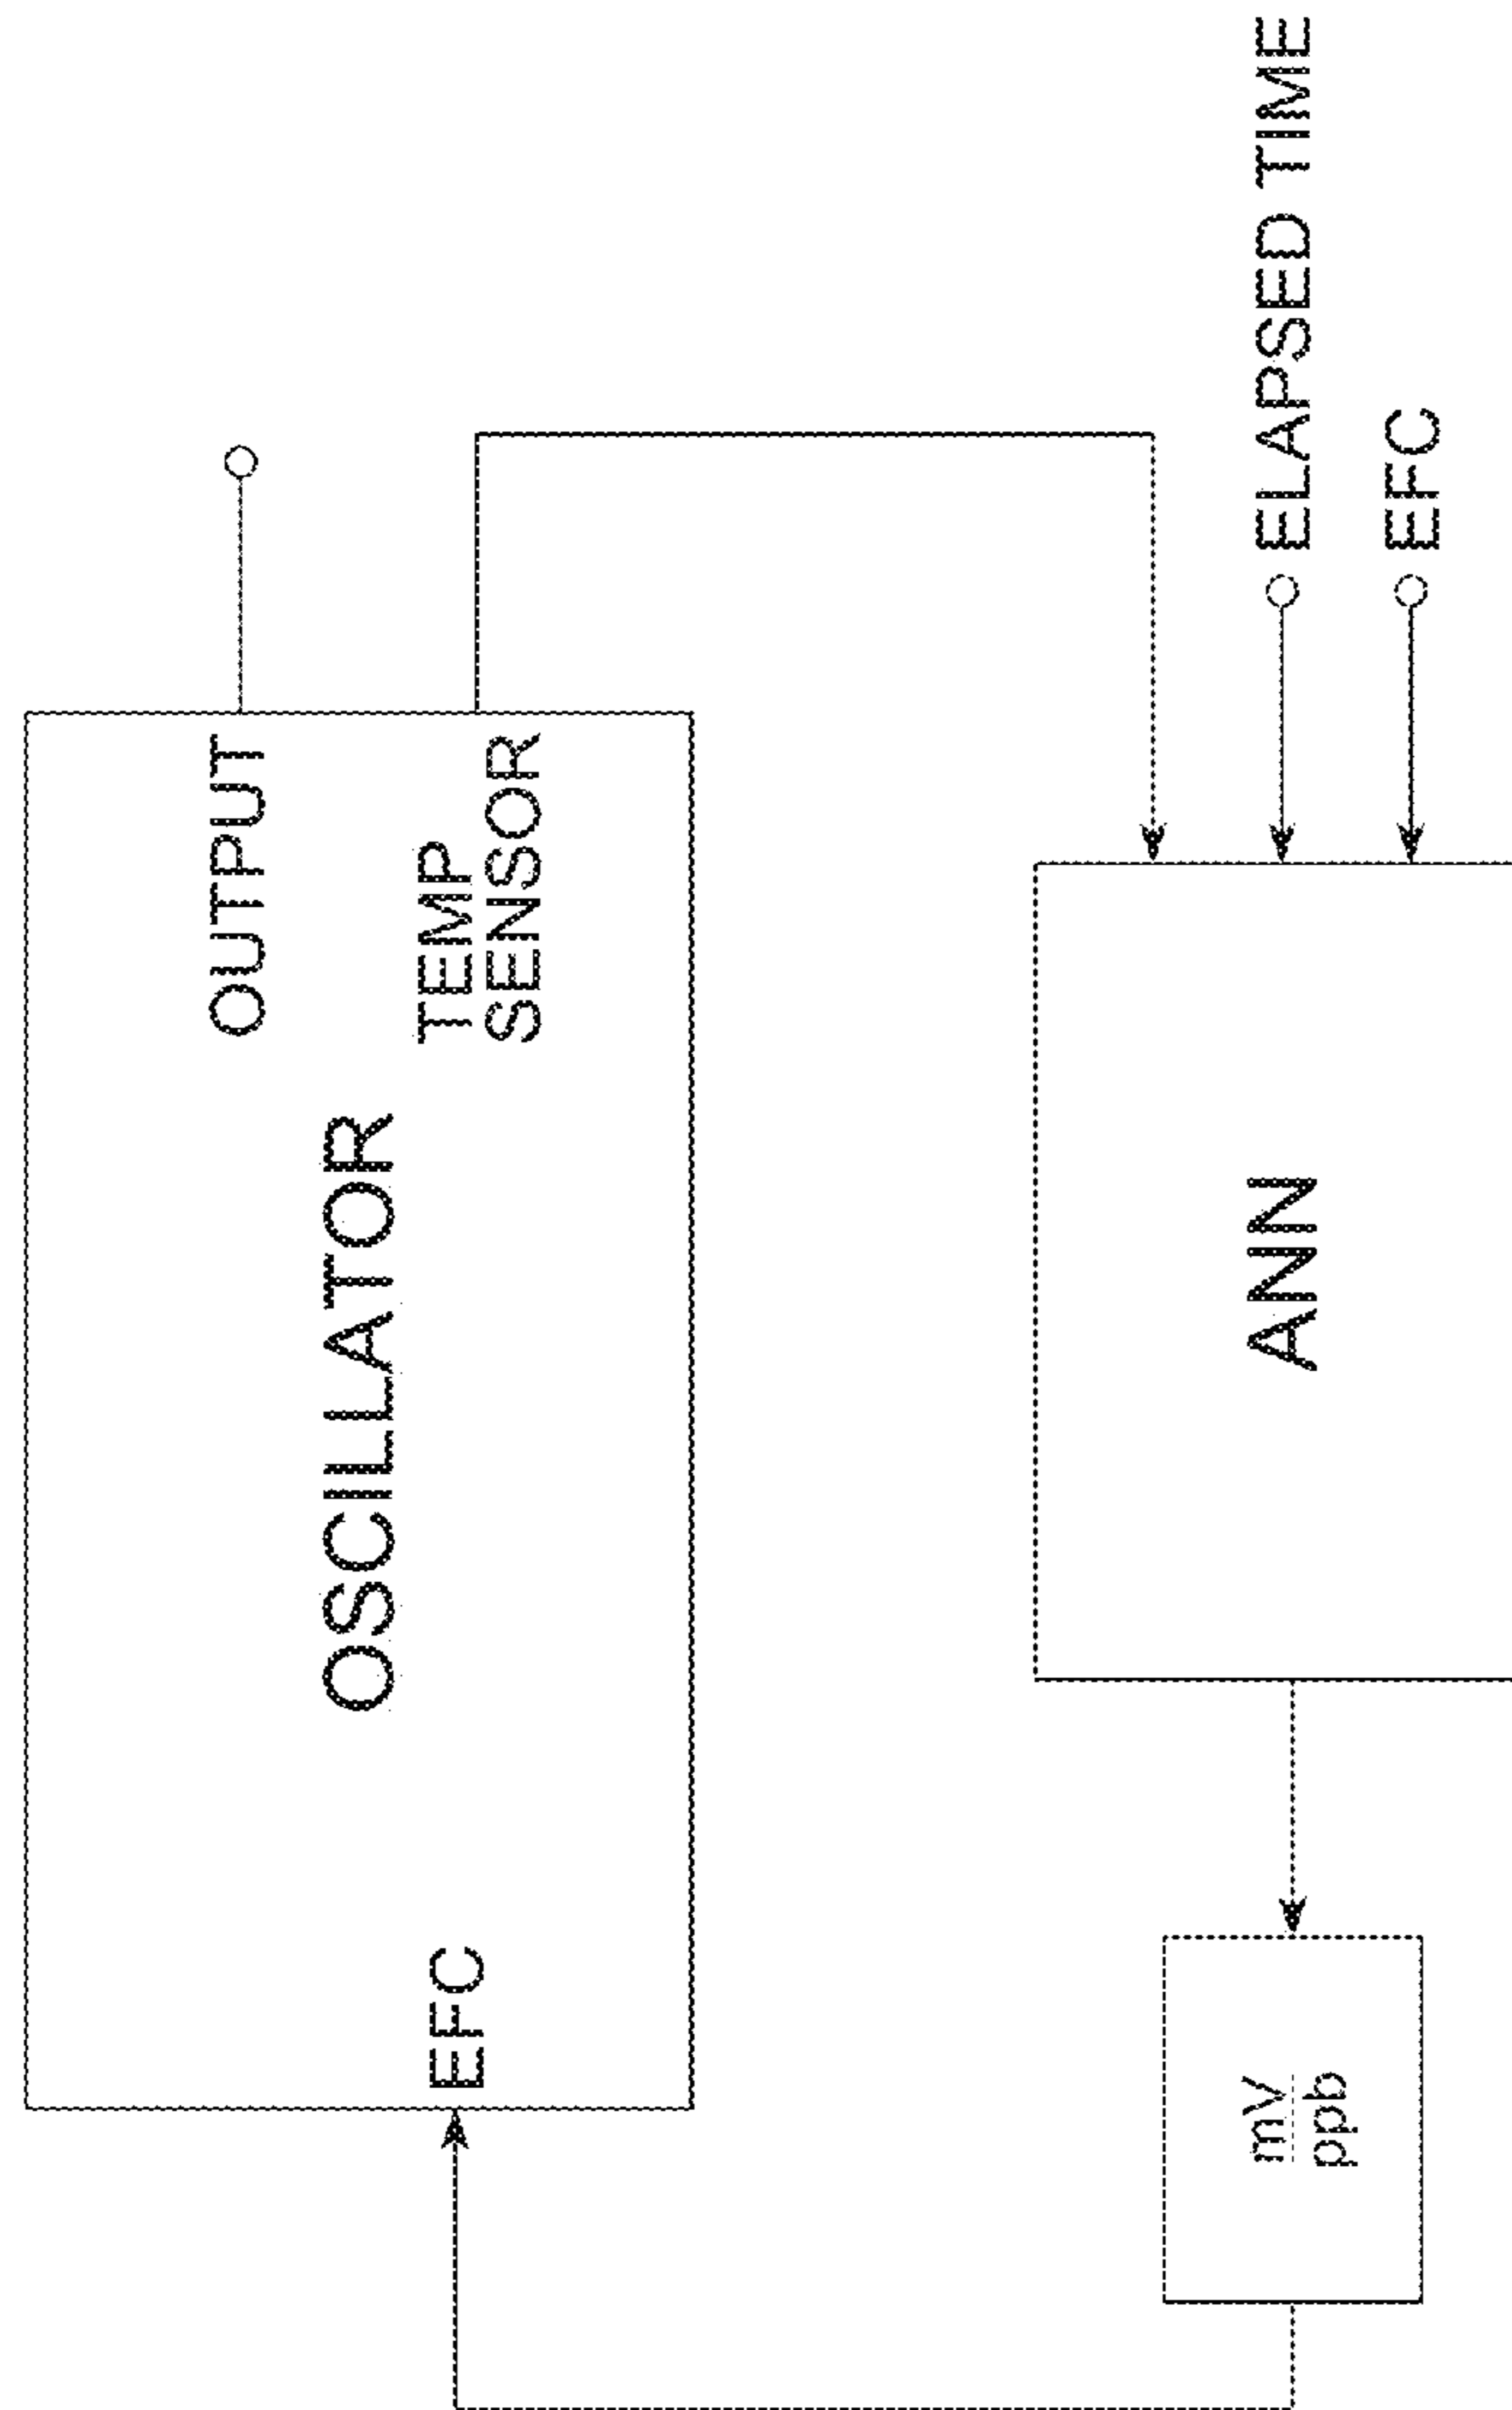 OUTPUT
OSCILLATOR
EFC
TEMP
SENSOR
ANN
mV
ppb
ELAPSED TIME
EFC